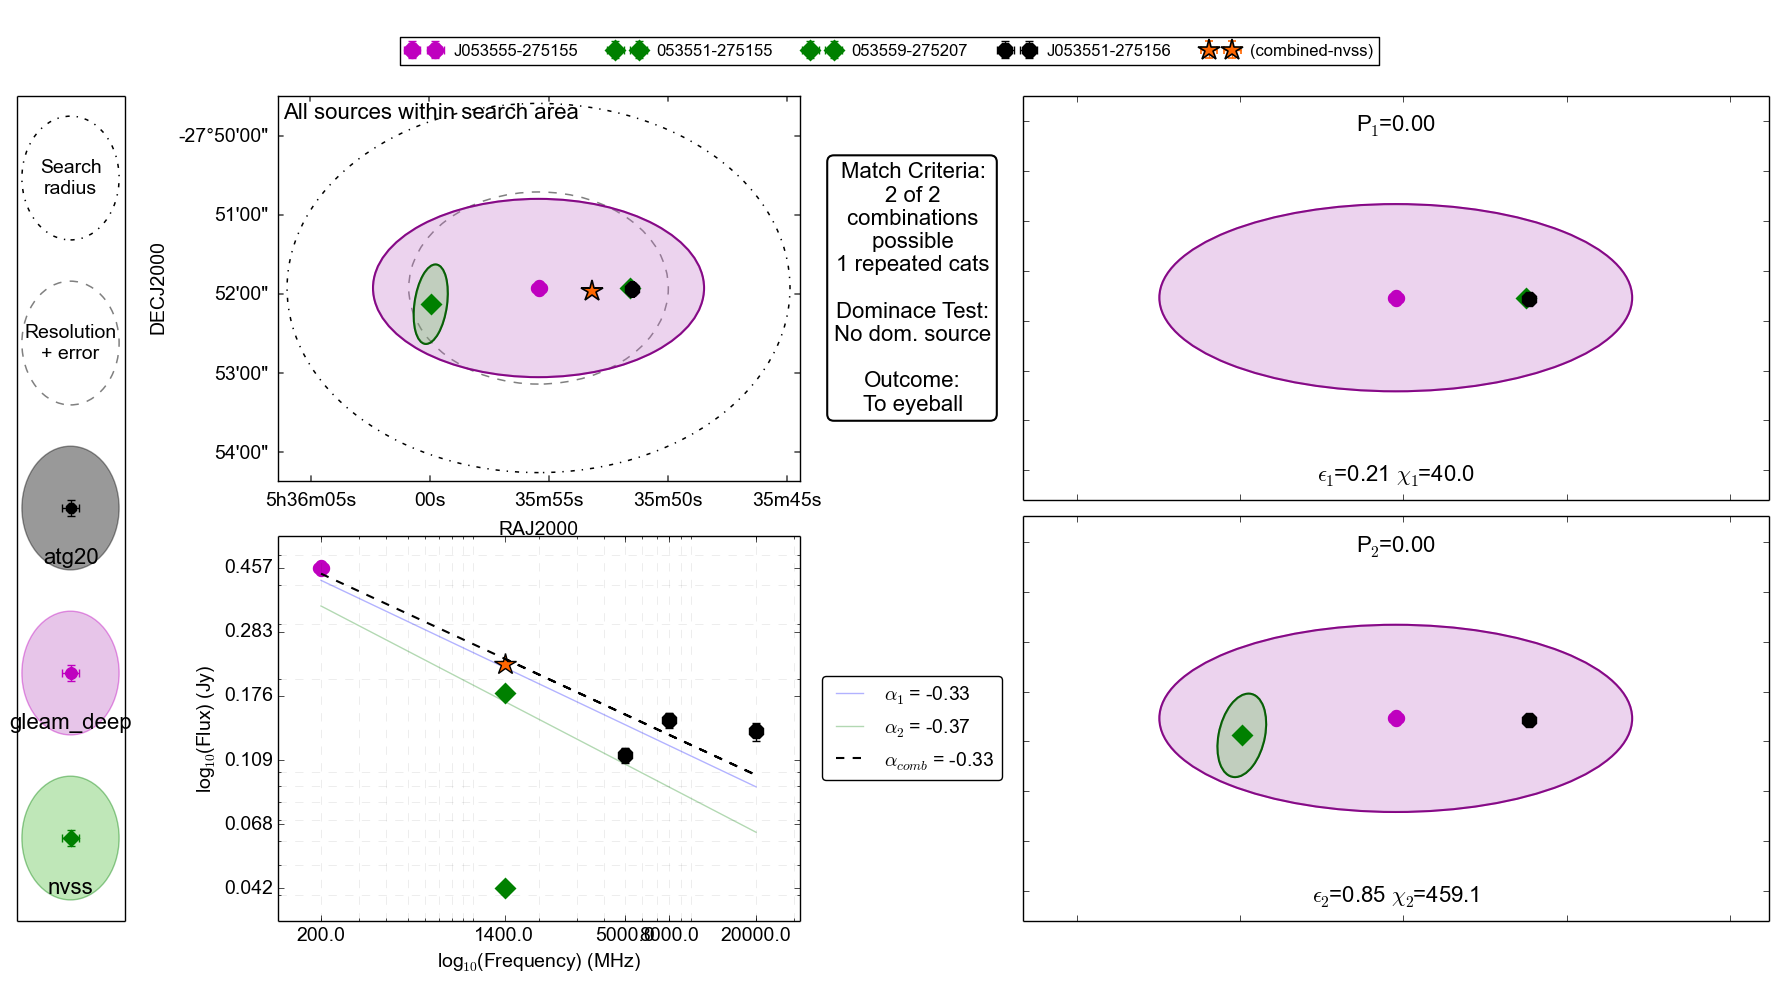 J053555-275155 053551-275155 053559-275207 J053551-275156 (combined-nvss)
Search
radius
Resolution
+ error
atg20
gleam_deep
nvss
All sources within search area
DECJ2000
-27°50'00"
51'00"
52'00"
53'00"
54'00"
5h36m05s 00s 35m55s 35m50s 35m45s
RAJ2000
Match Criteria:
2 of 2
combinations
possible
1 repeated cats
Dominace Test:
No dom. source
Outcome:
To eyeball
P₁=0.00
ϵ₁=0.21 χ₁=40.0
log₁₀(Flux) (Jy)
0.457
0.283
0.176
0.109
0.068
0.042
200.0 1400.0 5000.0 8000.0 20000.0
log₁₀(Frequency) (MHz)
α₁ = -0.33
α₂ = -0.37
α_comb = -0.33
P₂=0.00
ϵ₂=0.85 χ₂=459.1